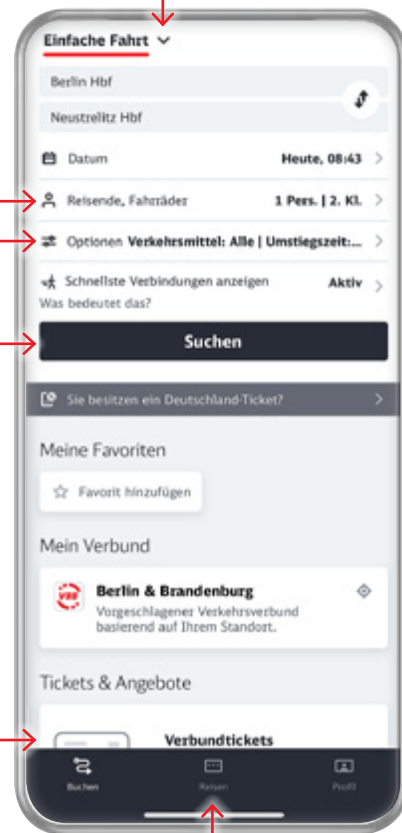 Einfache Fahrt
Berlin Hbf
Neustrelitz Hbf
Datum Heute, 08:43
Reisende, Fahrräder 1 Pers. | 2. Kl.
Optionen Verkehrsmittel: Alle | Umstiegszeit:...
Schnellste Verbindungen anzeigen Aktiv
Was bedeutet das?
Suchen
Sie besitzen ein Deutschland-Ticket?
Meine Favoriten
Favorit hinzufügen
Mein Verbund
VBB
Berlin & Brandenburg
Vorgeschlagener Verkehrsverbund
basierend auf Ihrem Standort.
Tickets & Angebote
Verbundtickets
Buchen Reisen Profil